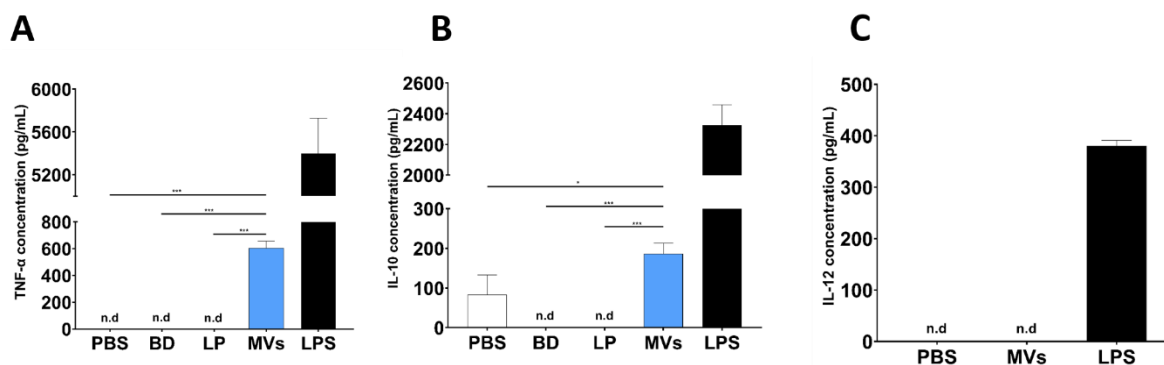 A
TNF-α concentration (pg/mL)
6000
5600
5200
800
600
400
200
0
***
***
***
n.d n.d n.d
PBS BD LP MVs LPS
B
IL-10 concentration (pg/mL)
2600
2400
2200
2000
300
200
100
0
*
***
***
n.d n.d
PBS BD LP MVs LPS
C
IL-12 concentration (pg/mL)
500
400
300
200
100
0
n.d n.d
PBS MVs LPS